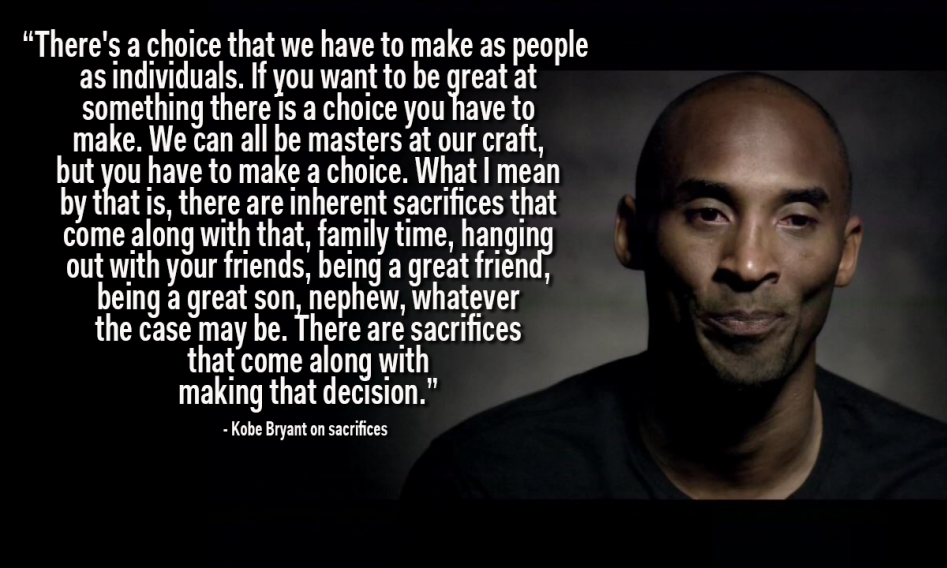 “There's a choice that we have to make as people
as individuals. If you want to be great at
something there is a choice you have to
make. We can all be masters at our craft,
but you have to make a choice. What I mean
by that is, there are inherent sacrifices that
come along with that, family time, hanging
out with your friends, being a great friend,
being a great son, nephew, whatever
the case may be. There are sacrifices
that come along with
making that decision.”
- Kobe Bryant on sacrifices